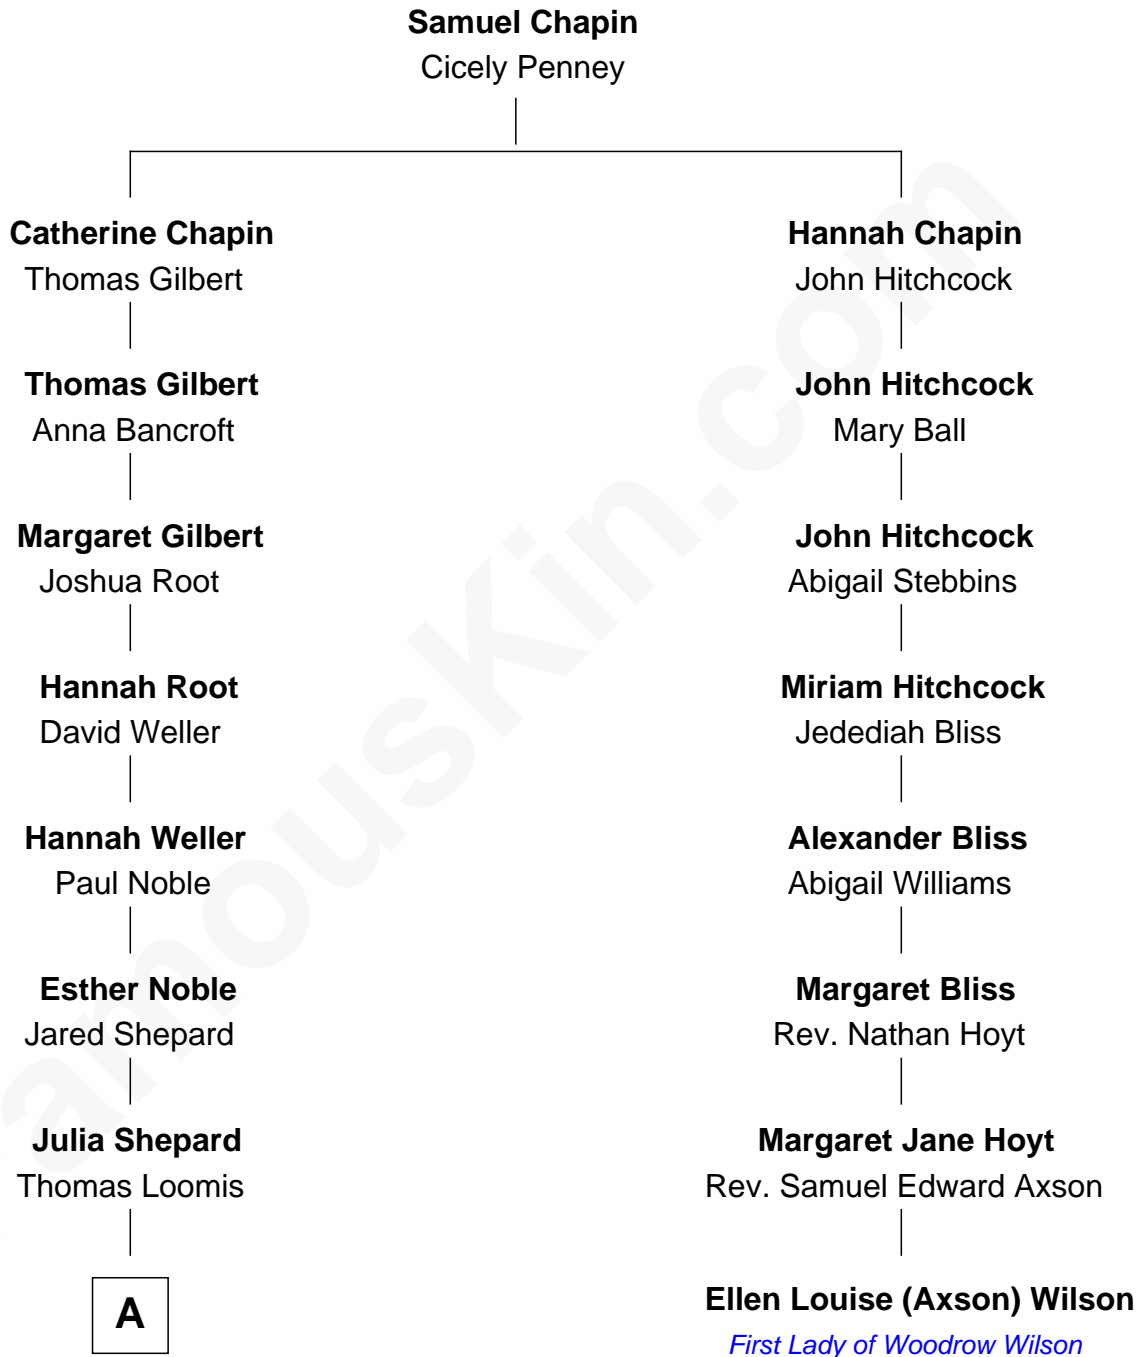 Samuel Chapin
Cicely Penney
Catherine Chapin
Thomas Gilbert
Hannah Chapin
John Hitchcock
Thomas Gilbert
Anna Bancroft
John Hitchcock
Mary Ball
Margaret Gilbert
Joshua Root
John Hitchcock
Abigail Stebbins
Hannah Root
David Weller
Miriam Hitchcock
Jedediah Bliss
Hannah Weller
Paul Noble
Alexander Bliss
Abigail Williams
Esther Noble
Jared Shepard
Margaret Bliss
Rev. Nathan Hoyt
Julia Shepard
Thomas Loomis
Margaret Jane Hoyt
Rev. Samuel Edward Axson
A
Ellen Louise (Axson) Wilson
First Lady of Woodrow Wilson
amouskin.com